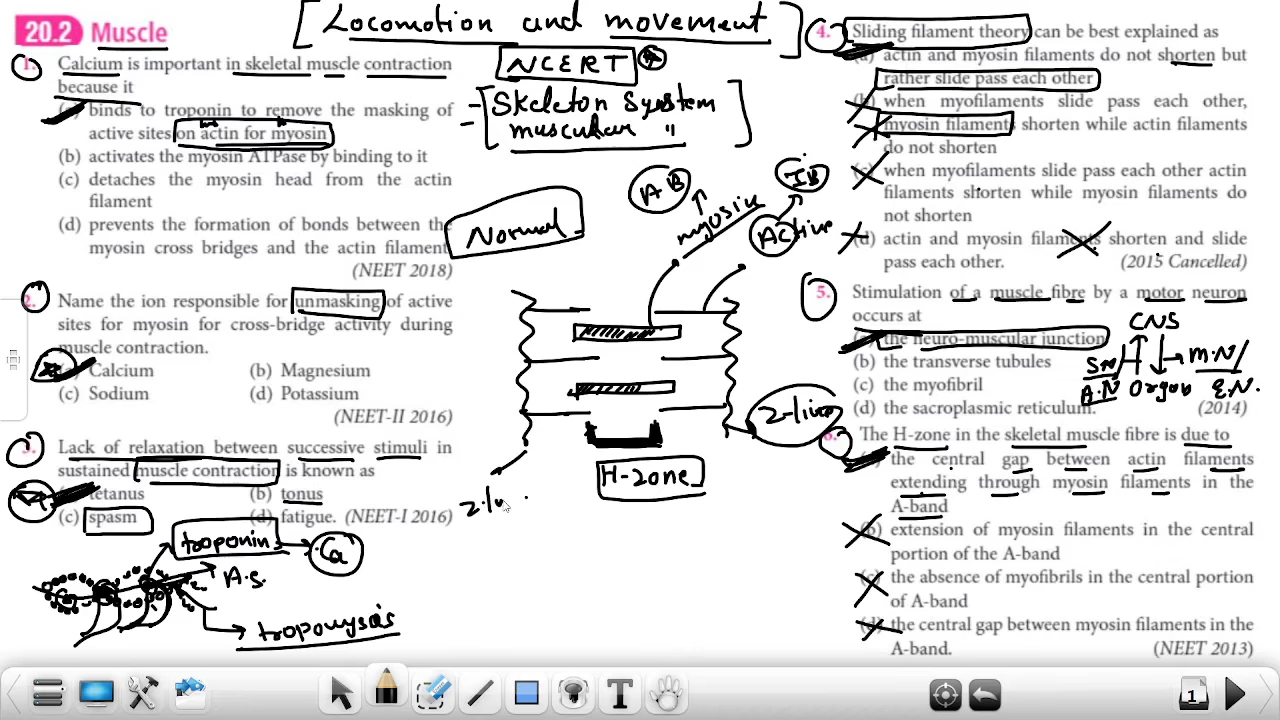 20.2 Muscle
[ Locomotion and movement ]
NCERT
- [ Skeleton System
- muscular " ]
1. Calcium is important in skeletal muscle contraction
because it
(a) binds to troponin to remove the masking of
active sites on actin for myosin
(b) activates the myosin ATPase by binding to it
(c) detaches the myosin head from the actin
filament
(d) prevents the formation of bonds between the
myosin cross bridges and the actin filament.
(NEET 2018)
2. Name the ion responsible for unmasking of active
sites for myosin for cross-bridge activity during
muscle contraction.
(a) Calcium (b) Magnesium
(c) Sodium (d) Potassium
(NEET-II 2016)
3. Lack of relaxation between successive stimuli in
sustained muscle contraction is known as
(a) tetanus (b) tonus
(c) spasm (d) fatigue. (NEET-I 2016)
troponin
Ca
A.S.
Normal
A B
myosin
I B
Active
Z-line
H-zone
4. Sliding filament theory can be best explained as
(a) actin and myosin filaments do not shorten but
rather slide pass each other
(b) when myofilaments slide pass each other,
myosin filaments shorten while actin filaments
do not shorten
(c) when myofilaments slide pass each other actin
filaments shorten while myosin filaments do
not shorten
(d) actin and myosin filaments shorten and slide
pass each other. (2015 Cancelled)
5. Stimulation of a muscle fibre by a motor neuron
occurs at
(a) the neuro-muscular junction
(b) the transverse tubules
(c) the myofibril
(d) the sacroplasmic reticulum. (2014)
CNS
S.N M.N/
A.N Organ E.N.
6. The H-zone in the skeletal muscle fibre is due to
(a) the central gap between actin filaments
extending through myosin filaments in the
A-band
(b) extension of myosin filaments in the central
portion of the A-band
(c) the absence of myofibrils in the central portion
of A-band
(d) the central gap between myosin filaments in the
A-band. (NEET 2013)
1